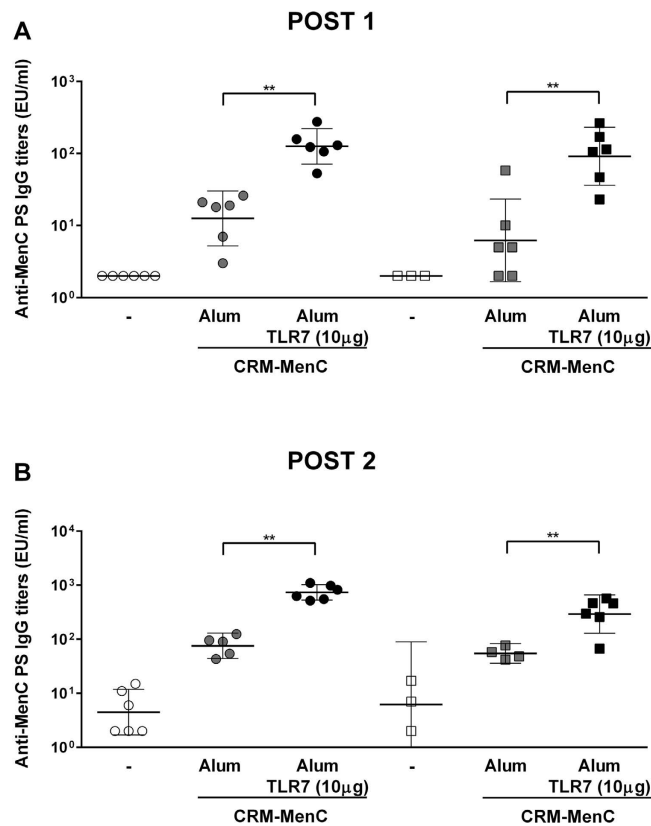 POST 1
A
Anti-MenC PS IgG titers (EU/ml)
10³
10²
10¹
10⁰
** **
- Alum Alum - Alum Alum
TLR7 (10µg) TLR7 (10µg)
CRM-MenC CRM-MenC
POST 2
B
Anti-MenC PS IgG titers (EU/ml)
10⁴
10³
10²
10¹
10⁰
** **
- Alum Alum - Alum Alum
TLR7 (10µg) TLR7 (10µg)
CRM-MenC CRM-MenC